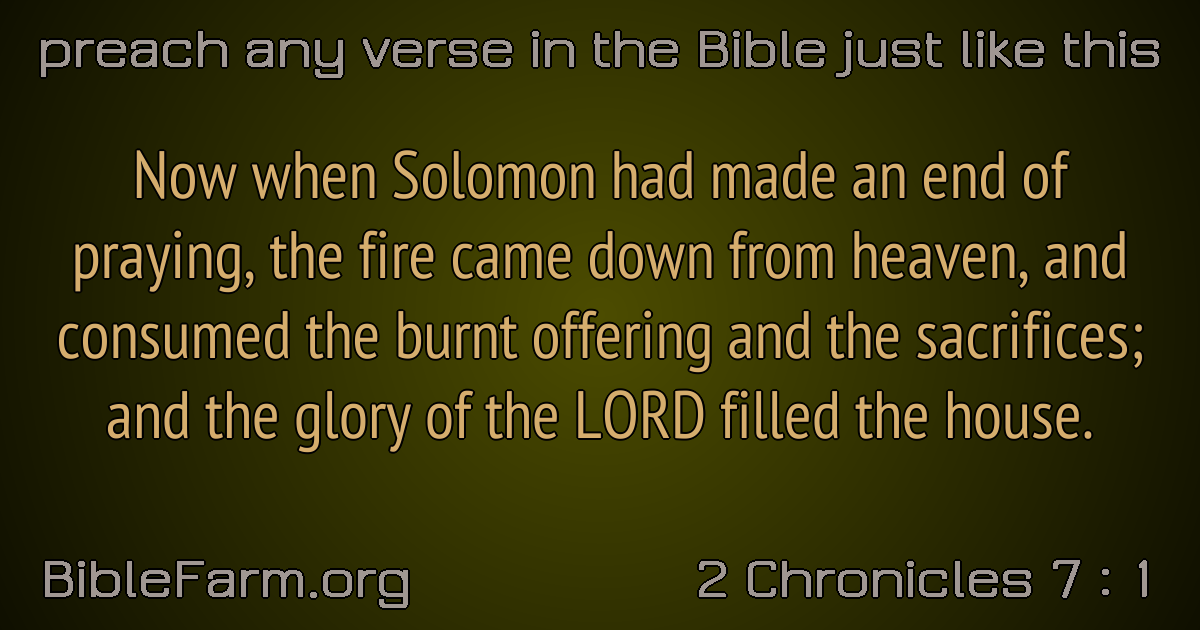 preach any verse in the Bible just like this
Now when Solomon had made an end of
praying, the fire came down from heaven, and
consumed the burnt offering and the sacrifices;
and the glory of the LORD filled the house.
BibleFarm.org
2 Chronicles 7 : 1